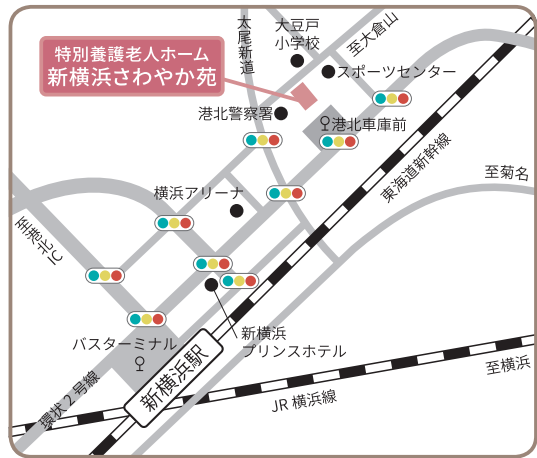 太尾新道
大豆戸
小学校
至大倉山
特別養護老人ホーム
新横浜さわやか苑
スポーツセンター
港北警察署
港北車庫前
東海道新幹線
至菊名
横浜アリーナ
至港北IC
新横浜
プリンスホテル
バスターミナル
新横浜駅
環状2号線
JR横浜線
至横浜